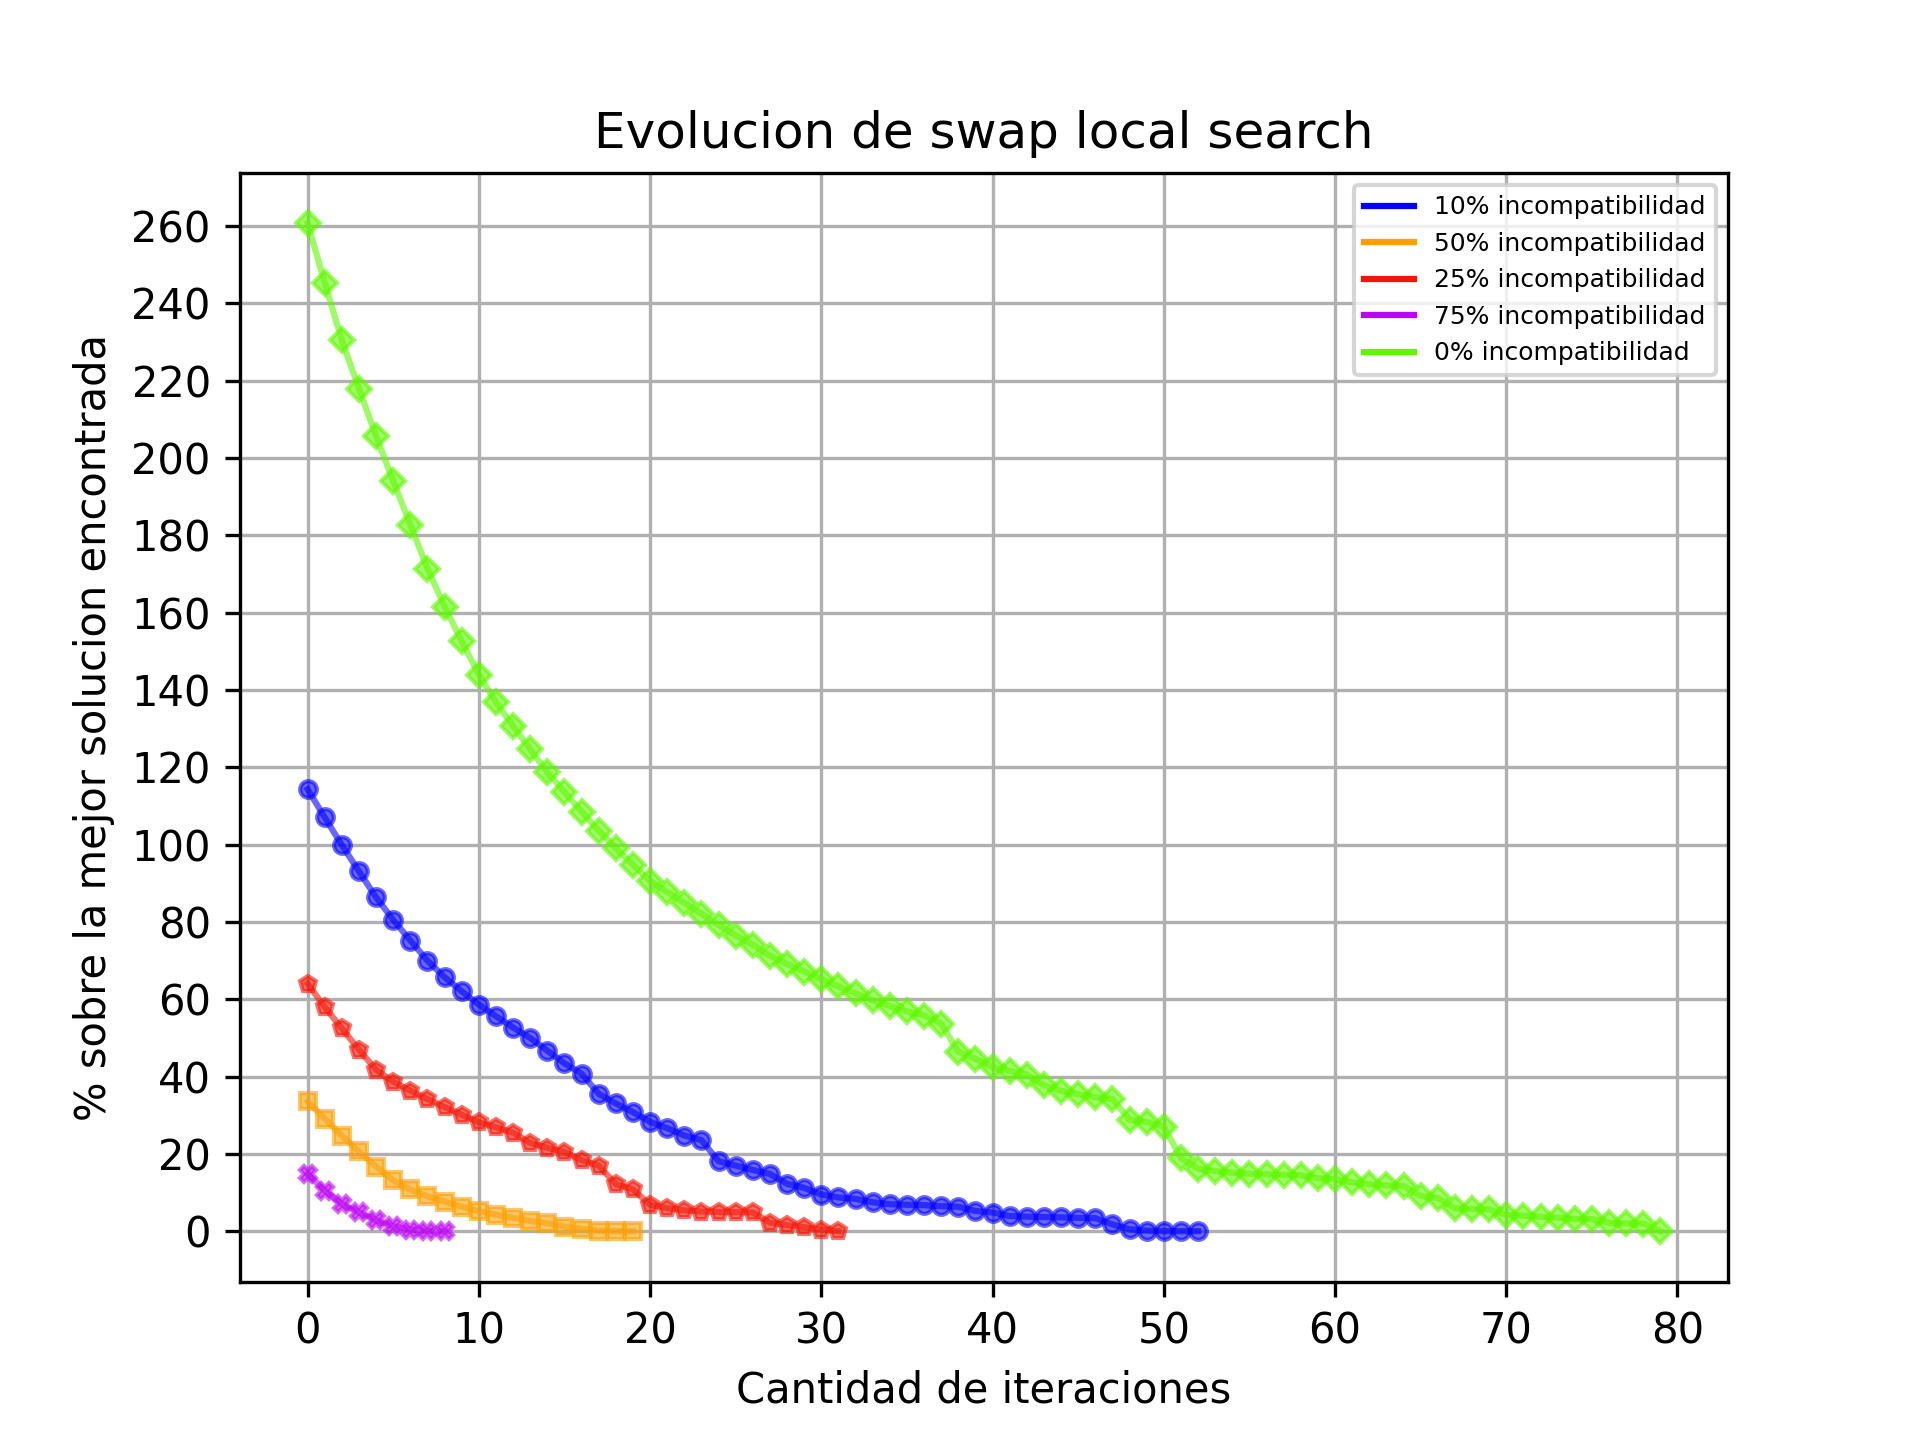 Evolucion de swap local search
10% incompatibilidad
50% incompatibilidad
25% incompatibilidad
75% incompatibilidad
0% incompatibilidad
% sobre la mejor solucion encontrada
260
240
220
200
180
160
140
120
100
80
60
40
20
0
0 10 20 30 40 50 60 70 80
Cantidad de iteraciones